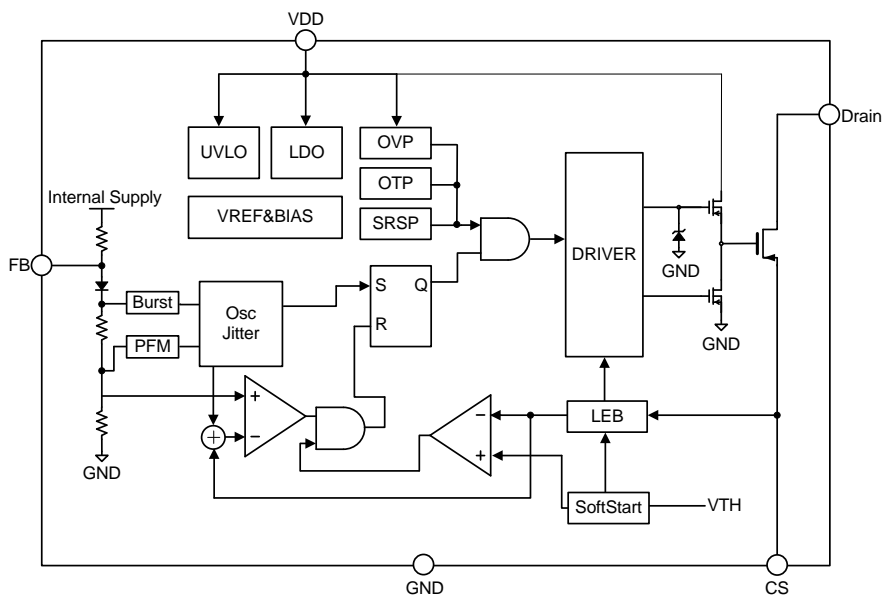 VDD
Drain
UVLO
LDO
OVP
OTP
SRSP
VREF&BIAS
Internal Supply
FB
DRIVER
GND
Burst
PFM
Osc
Jitter
S
Q
R
GND
+
−
+
GND
−
+
LEB
SoftStart
VTH
GND
CS